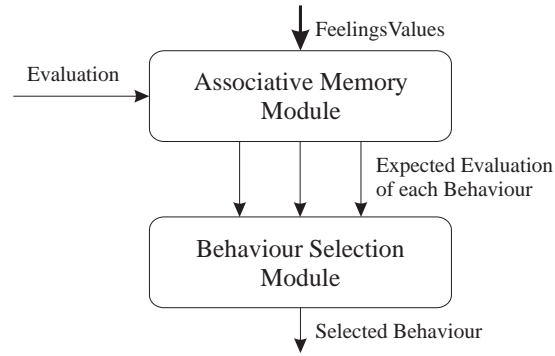 FeelingsValues
Evaluation
Associative Memory
Module
Expected Evaluation
of each Behaviour
Behaviour Selection
Module
Selected Behaviour